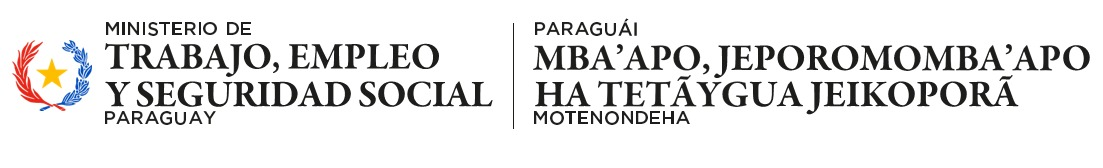 MINISTERIO DE
TRABAJO, EMPLEO
Y SEGURIDAD SOCIAL
PARAGUAY
PARAGUÁI
MBA'APO, JEPOROMOMBA'APO
HA TETÃYGUA JEIKOPORÃ
MOTENONDEHA